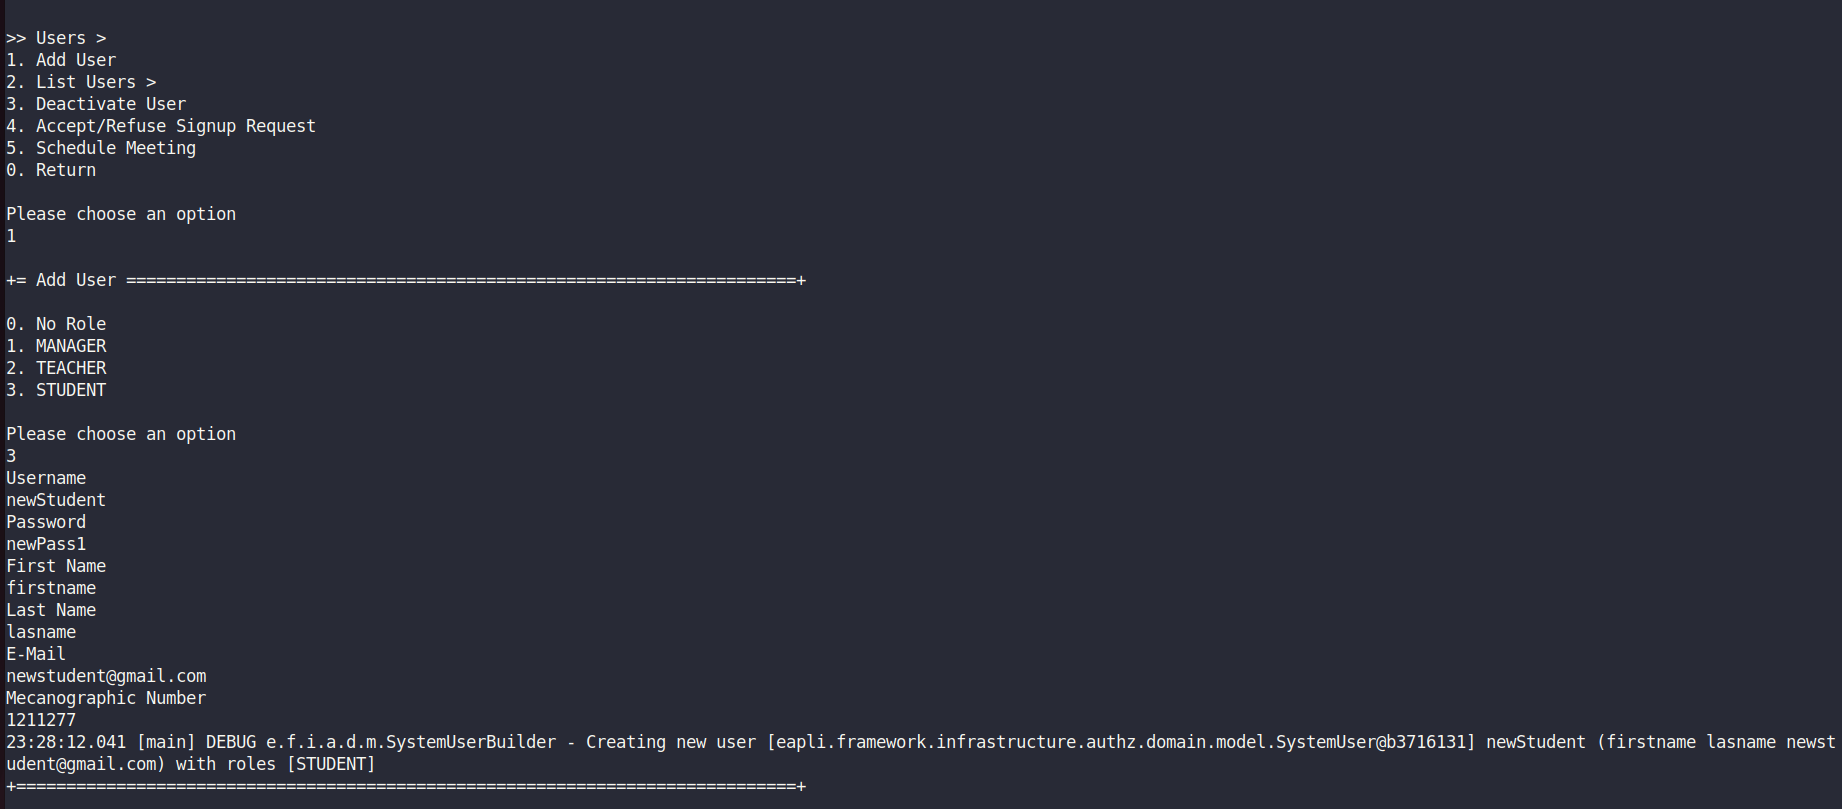 >> Users >
1. Add User
2. List Users >
3. Deactivate User
4. Accept/Refuse Signup Request
5. Schedule Meeting
0. Return
Please choose an option
1
+= Add User ===================================================================+
0. No Role
1. MANAGER
2. TEACHER
3. STUDENT
Please choose an option
3
Username
newStudent
Password
newPass1
First Name
firstname
Last Name
lasname
E-Mail
newstudent@gmail.com
Mecanographic Number
1211277
23:28:12.041 [main] DEBUG e.f.i.a.d.m.SystemUserBuilder - Creating new user [eapli.framework.infrastructure.authz.domain.model.SystemUser@b3716131] newStudent (firstname lasname newst
udent@gmail.com) with roles [STUDENT]
+==============================================================================+